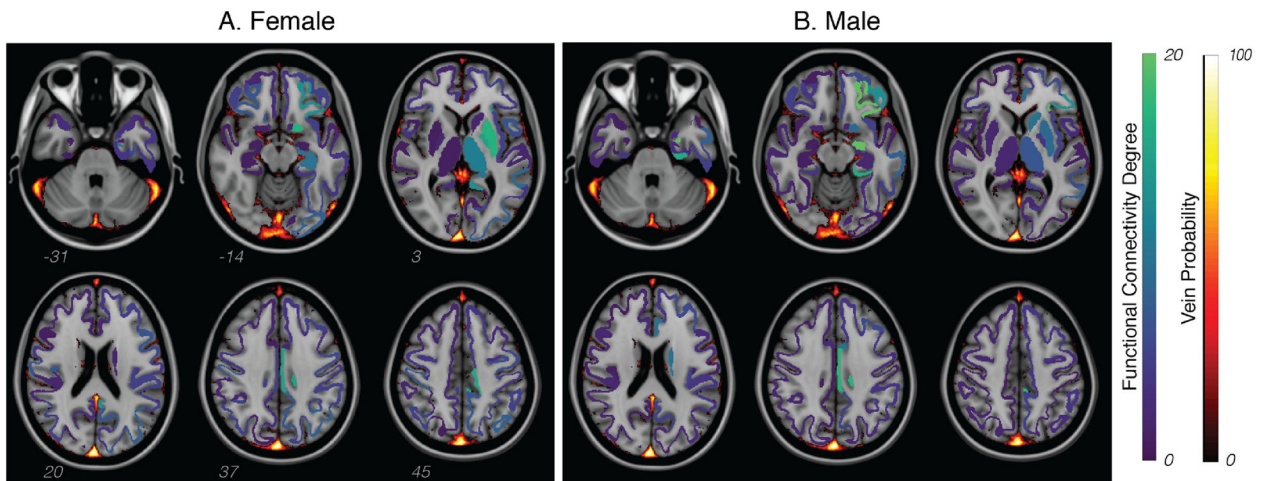 A. Female
B. Male
-31
-14
3
20
37
45
20
0
Functional Connectivity Degree
100
0
Vein Probability